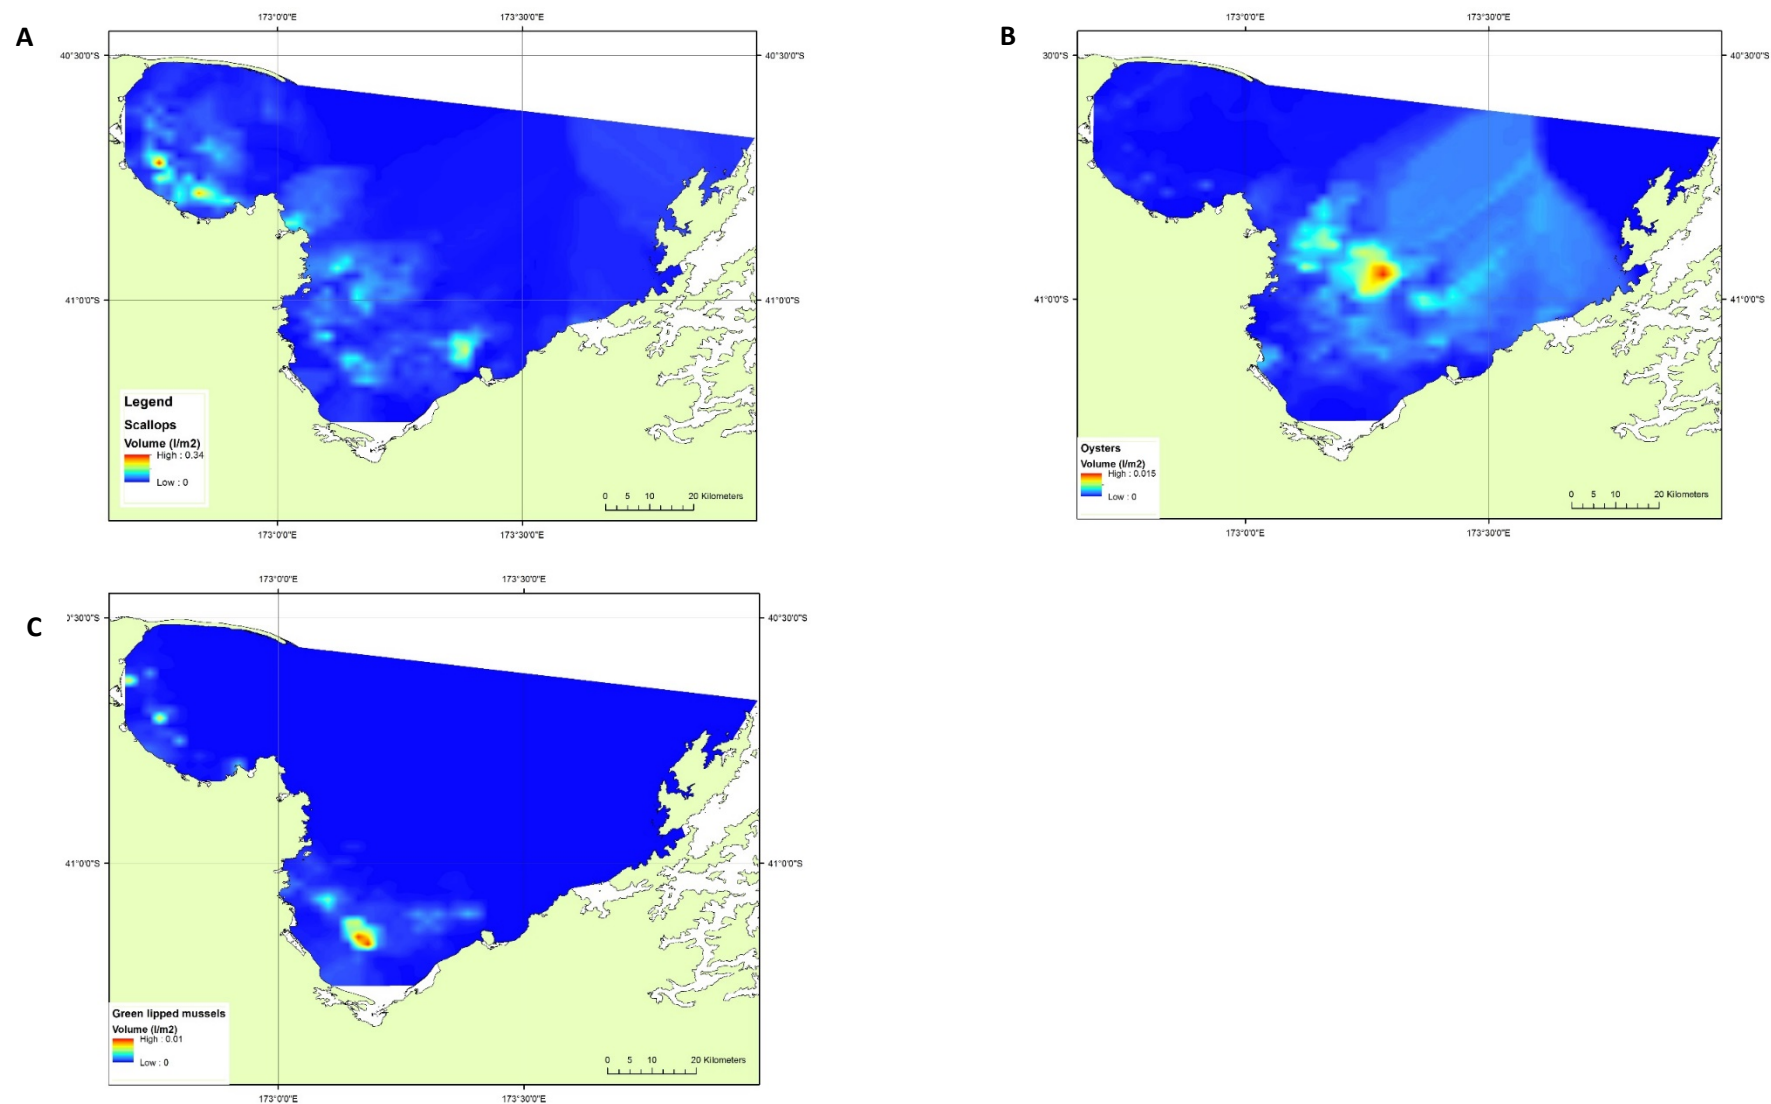 A
173°0'0"E 173°30'0"E
40°30'0"S 40°30'0"S
41°0'0"S 41°0'0"S
Legend
Scallops
Volume (l/m2)
High : 0.34
Low : 0
0 5 10 20 Kilometers
173°0'0"E 173°30'0"E
B
173°0'0"E 173°30'0"E
30'0"S 40°30'0"S
41°0'0"S 41°0'0"S
Oysters
Volume (l/m2)
High : 0.015
Low : 0
0 5 10 20 Kilometers
173°0'0"E 173°30'0"E
C
173°0'0"E 173°30'0"E
)°30'0"S 40°30'0"S
41°0'0"S 41°0'0"S
Green lipped mussels
Volume (l/m2)
High : 0.01
Low : 0
0 5 10 20 Kilometers
173°0'0"E 173°30'0"E